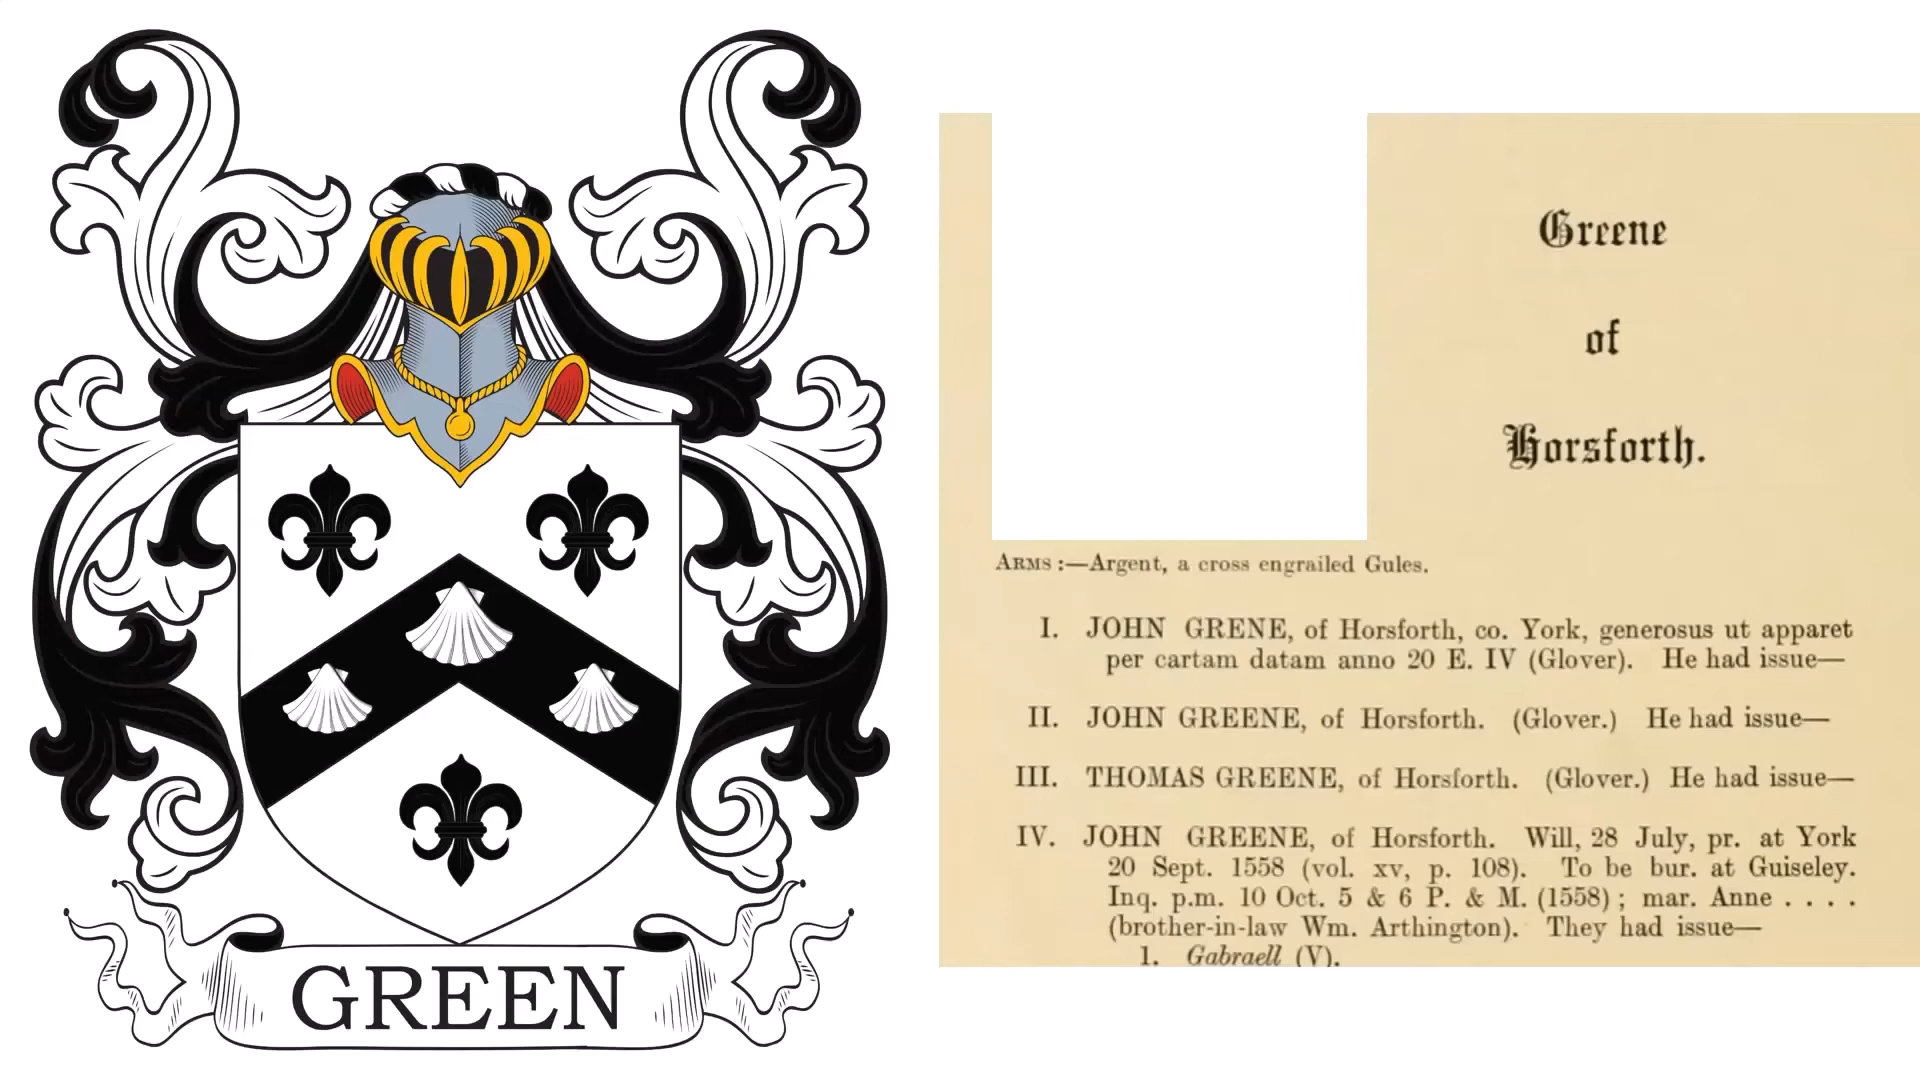 GREEN
Greene
of
Horsforth.
ARMS :—Argent, a cross engrailed Gules.
I. JOHN GRENE, of Horsforth, co. York, generosus ut apparet
per cartam datam anno 20 E. IV (Glover). He had issue—
II. JOHN GREENE, of Horsforth. (Glover.) He had issue—
III. THOMAS GREENE, of Horsforth. (Glover.) He had issue—
IV. JOHN GREENE, of Horsforth. Will, 28 July, pr. at York
20 Sept. 1558 (vol. xv, p. 108). To be bur. at Guiseley.
Inq. p.m. 10 Oct. 5 & 6 P. & M. (1558) ; mar. Anne . . . .
(brother-in-law Wm. Arthington). They had issue—
1. Gabraell (V).